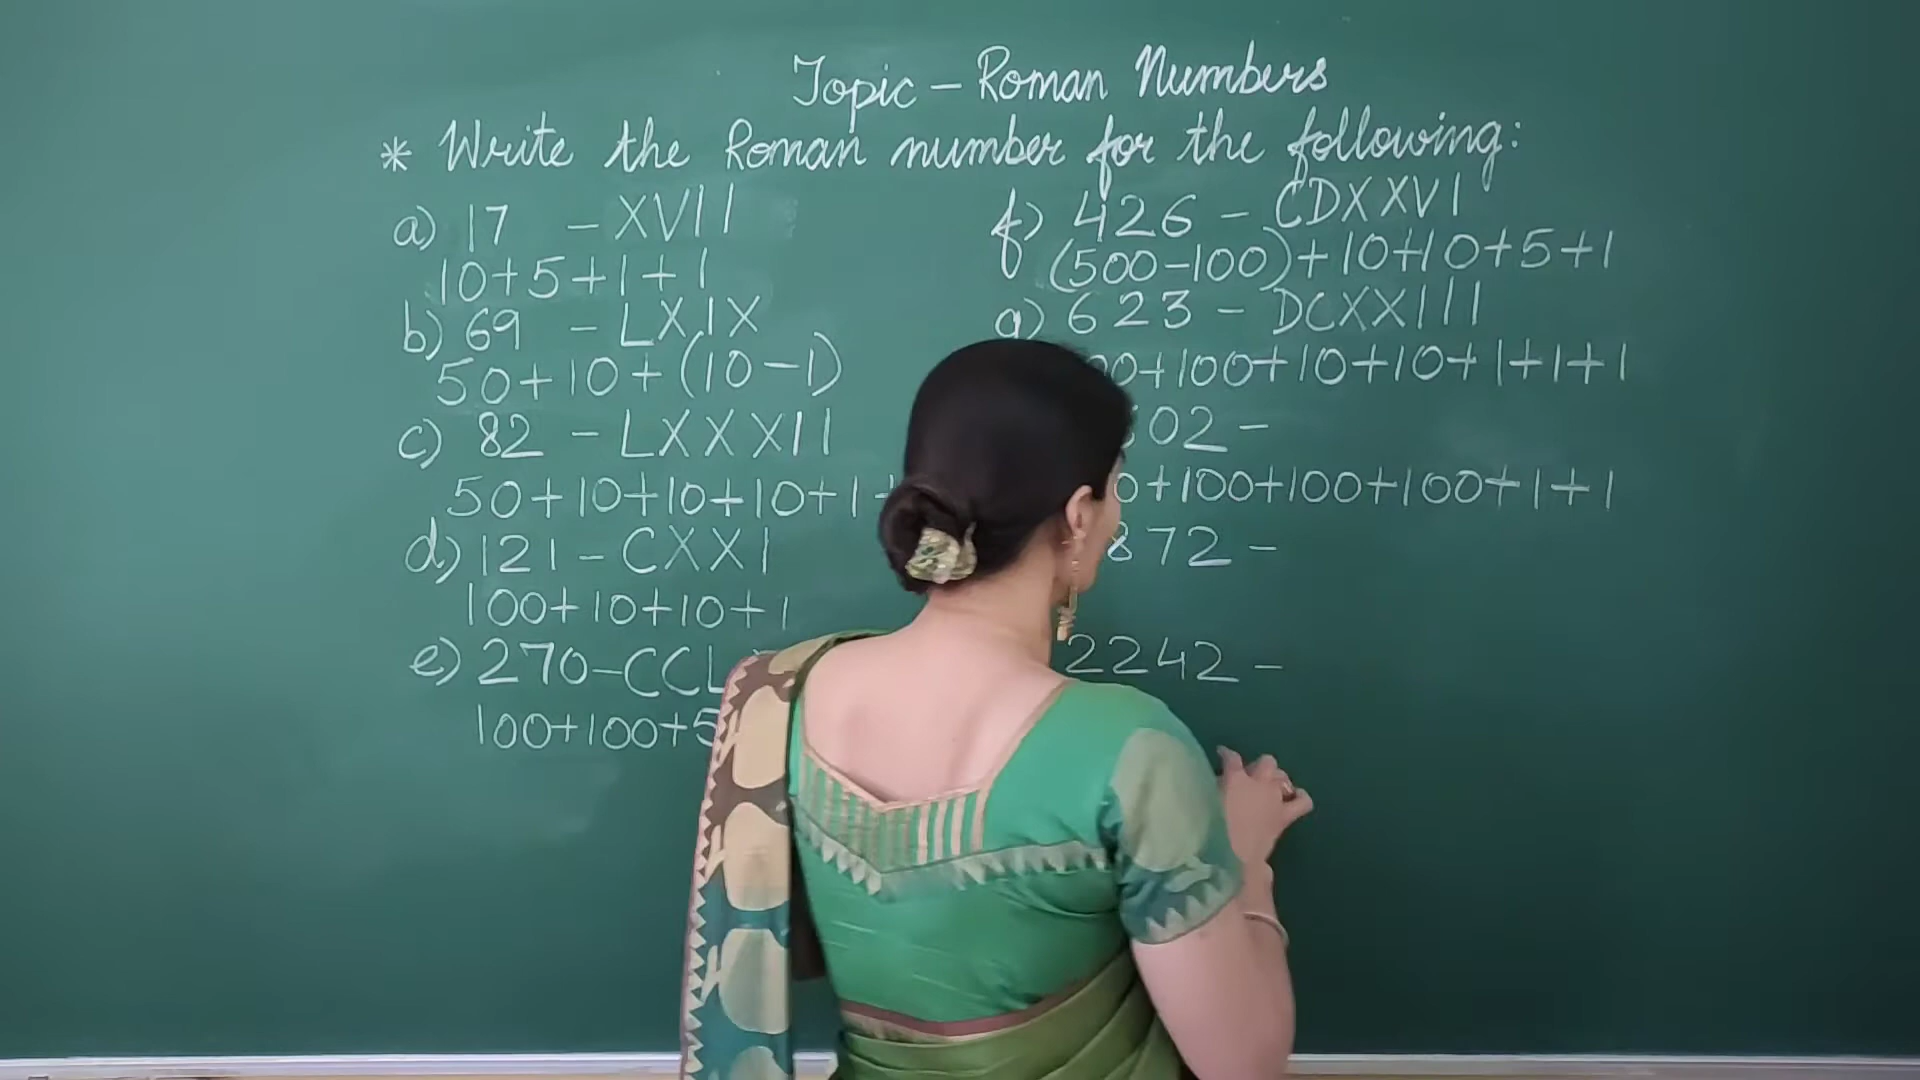 Topic - Roman Numbers
* Write the Roman number for the following:
a) 17 - XVII
10+5+1+1
b) 69 - LXIX
50+10+(10-1)
c) 82 - LXXXII
50+10+10+10+1+
d) 121 - CXXI
100+10+10+1
e) 270-CCL
100+100+5
f) 426 - CDXXVI
(500-100)+10+10+5+1
g) 623 - DCXXIII
00+100+10+10+1+1+1
02 -
0+100+100+100+1+1
872 -
2242 -